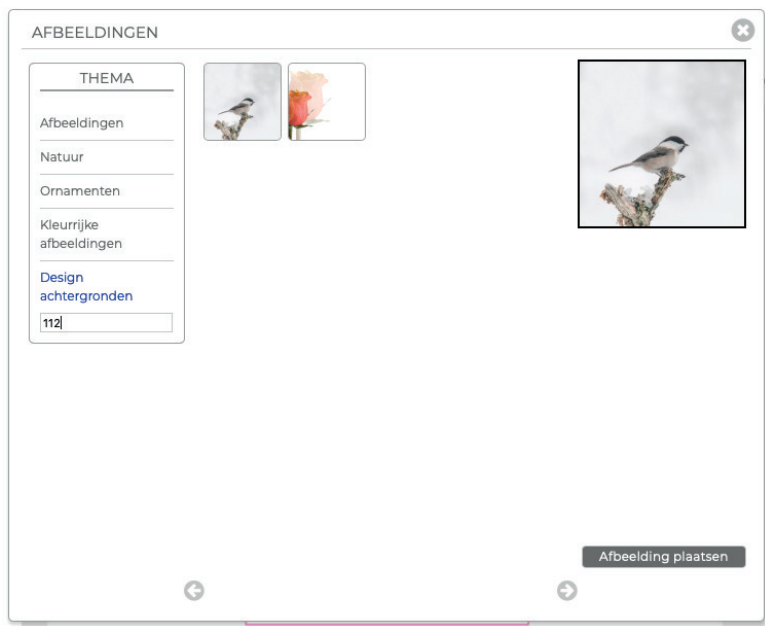 AFBEELDINGEN
THEMA
Afbeeldingen
Natuur
Ornamenten
Kleurrijke
afbeeldingen
Design
achtergronden
112
Afbeelding plaatsen